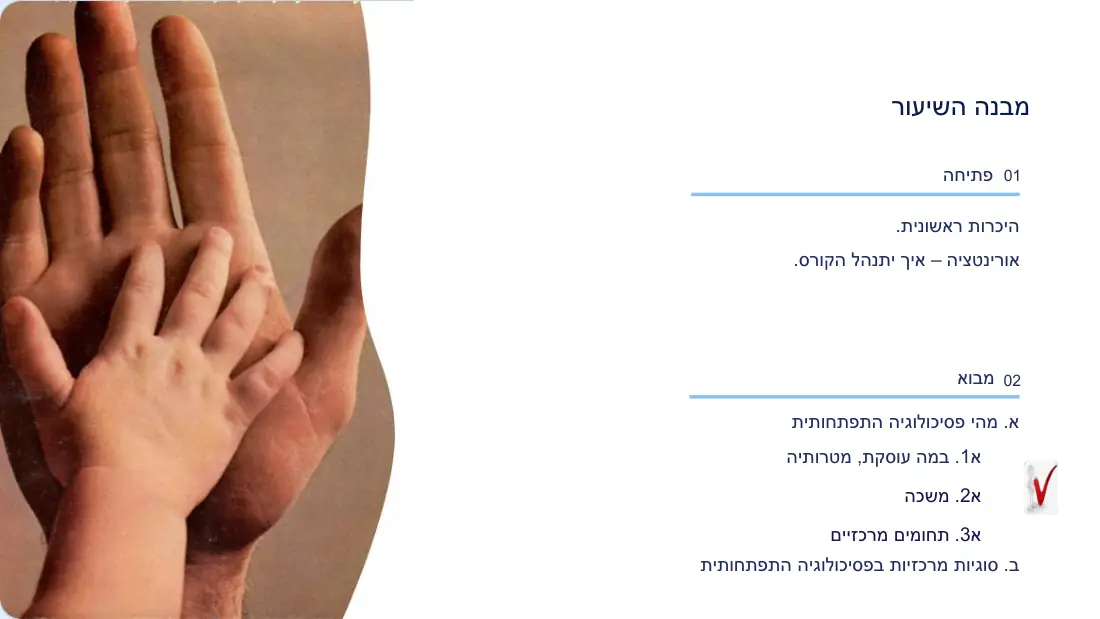 מבנה השיעור
01 פתיחה
היכרות ראשונית.
אורינטציה – איך יתנהל הקורס.
02 מבוא
א. מהי פסיכולוגיה התפתחותית
א1. במה עוסקת, מטרותיה
א2. משכה
א3. תחומים מרכזיים
ב. סוגיות מרכזיות בפסיכולוגיה התפתחותית